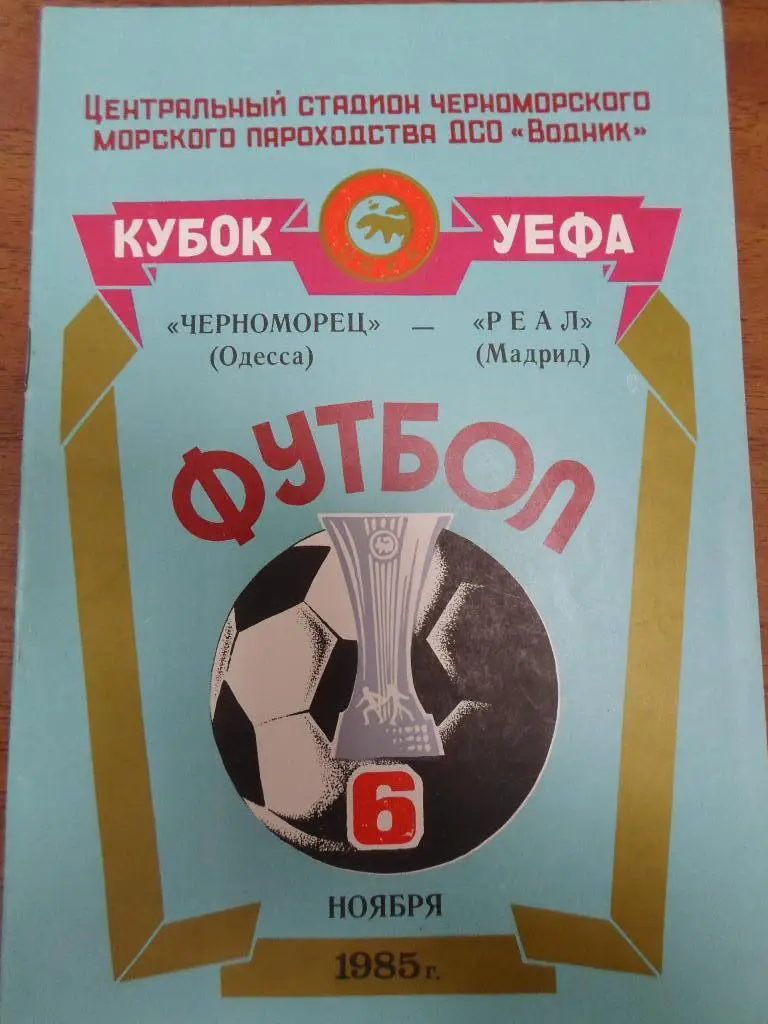 Центральный стадион Черноморского
морского пароходства ДСО «Водник»
КУБОК УЕФА
«ЧЕРНОМОРЕЦ» — «РЕАЛ»
(Одесса) (Мадрид)
ФУТБОЛ
6
НОЯБРЯ
1985 г.